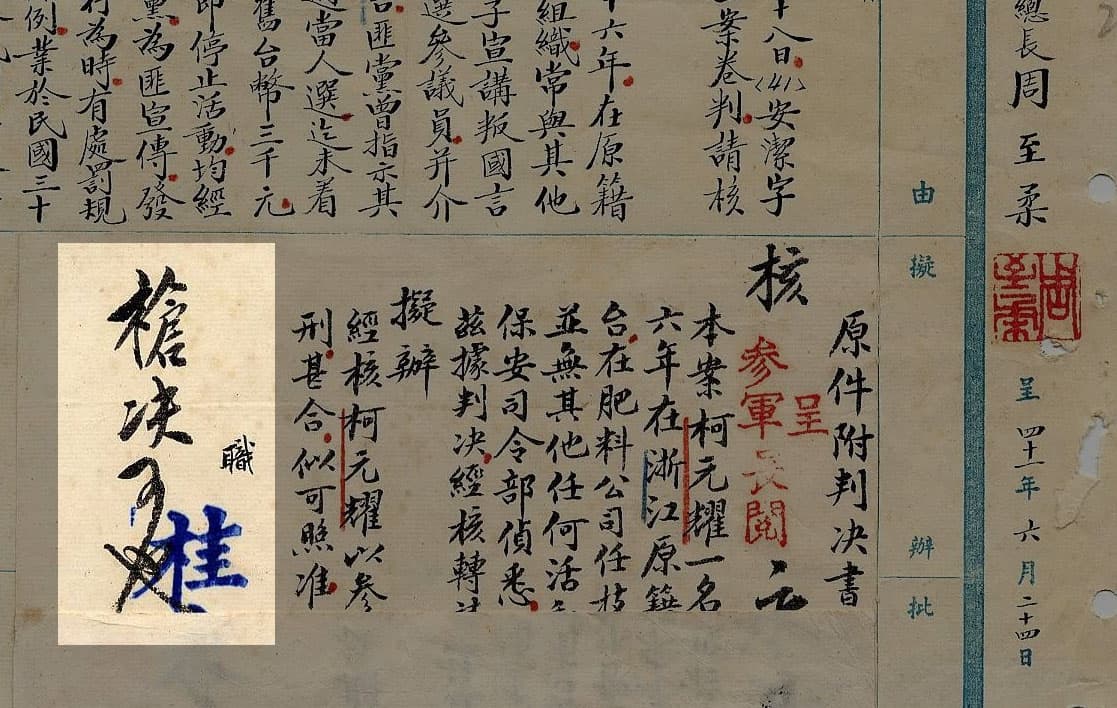 總長周至柔
周至柔
呈四十一年六月二十四日
由
擬
辦
批
十八日(41)安潔字
案卷判請核
十六年在原籍
組織常與其他
子宣講叛國言
選參議員并介
匪黨曾指示其
當人選迄未着
舊台幣三千元
即停止活動均經
黨為匪宣傳發
行為時有處罰規
例業於民國三十
原件附判決書
核
呈
參軍長閱
本案柯元耀一名
六年在浙江原籍
台在肥料公司任技
並無其他任何活
保安司令部偵悉
茲據判決經核轉
擬辦
經核柯元耀以參
刑甚合似可照准
職
桂
槍決可